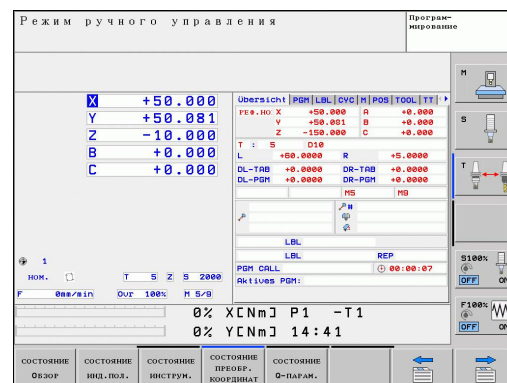 Режим ручного управления
Програм-
мирование
X +50.000
Y +50.081
Z -10.000
B +0.000
C +0.000
Übersicht PGM LBL CYC M POS TOOL TT
РЕФ.НО X +50.000 A +0.000
Y +50.081 B +0.000
Z -150.000 C +0.000
T : 5 D10
L +60.0000 R +5.0000
DL-TAB +0.0000 DR-TAB +0.0000
DL-PGM +0.0000 DR-PGM +0.0000
M5 M9
LBL
LBL REP
PGM CALL 00:00:07
Aktives PGM:
1
НОМ. T 5 Z S 2000
F 0mm/min Ovr 100% M 5/9
0% X[Nm] P1 -T1
0% Y[Nm] 14:41
M
S
T
S100%
OFF ON
F100%
OFF ON
СОСТОЯНИЕ
ОБЗОР
СОСТОЯНИЕ
ИНД.ПОЛ.
СОСТОЯНИЕ
ИНСТРУМ.
СОСТОЯНИЕ
ПРЕОБР.
КООРДИНАТ
СОСТОЯНИЕ
Q-ПАРАМ.